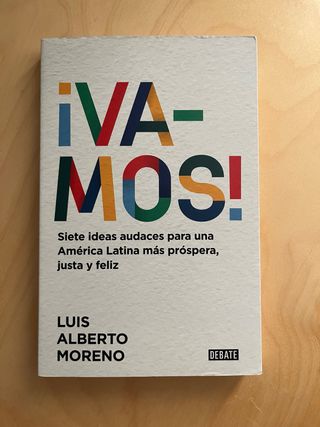 ¡VA-
MOS!
Siete ideas audaces para una
América Latina más próspera,
justa y feliz
LUIS
ALBERTO
MORENO
DEBATE